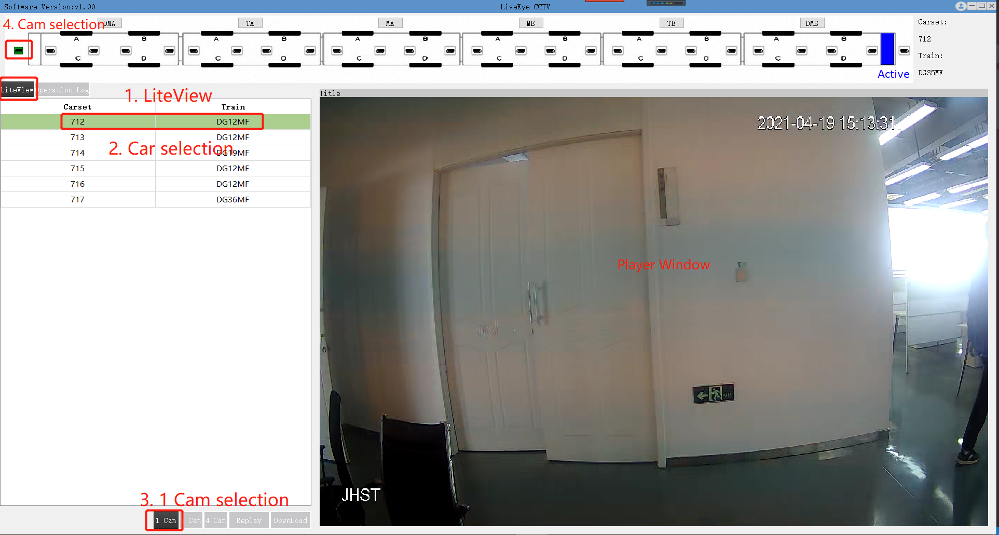 Software Version:v1.00
LiveEye CCTV
4. Cam selection
DMA
TA
MA
MB
TB
DMB
Carset:
712
Train:
DG35MF
A B A B A B A B A B A B
C D C D C D C D C D C D
Active
LiteView
Operation Log
1. LiteView
Title
Carset Train
712 DG12MF
713 DG12MF
2. Car selection
714 DG19MF
715 DG12MF
716 DG12MF
717 DG36MF
2021-04-19 15:13:31
Player Window
JHST
3. 1 Cam selection
1 Cam
Cam
4 Cam
Replay
DownLoad